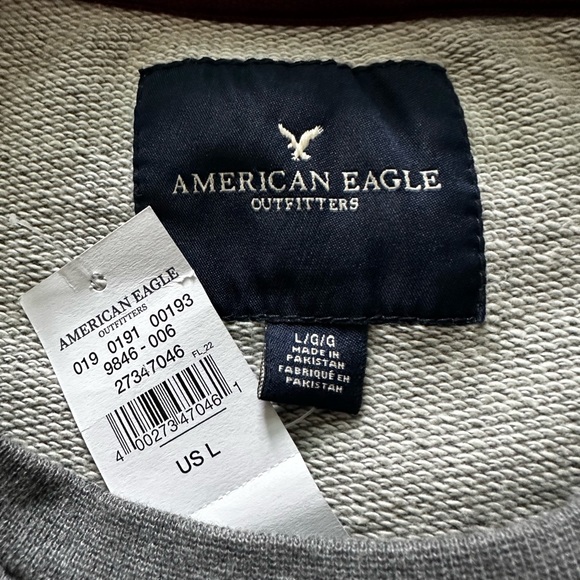 AMERICAN EAGLE
OUTFITTERS
L/G/G
MADE IN
PAKISTAN
FABRIQUÉ EN
PAKISTAN
AMERICAN EAGLE
OUTFITTERS
019 0191 00193
9846-006
27347046
FL_22
4 00273 47046 1
US L